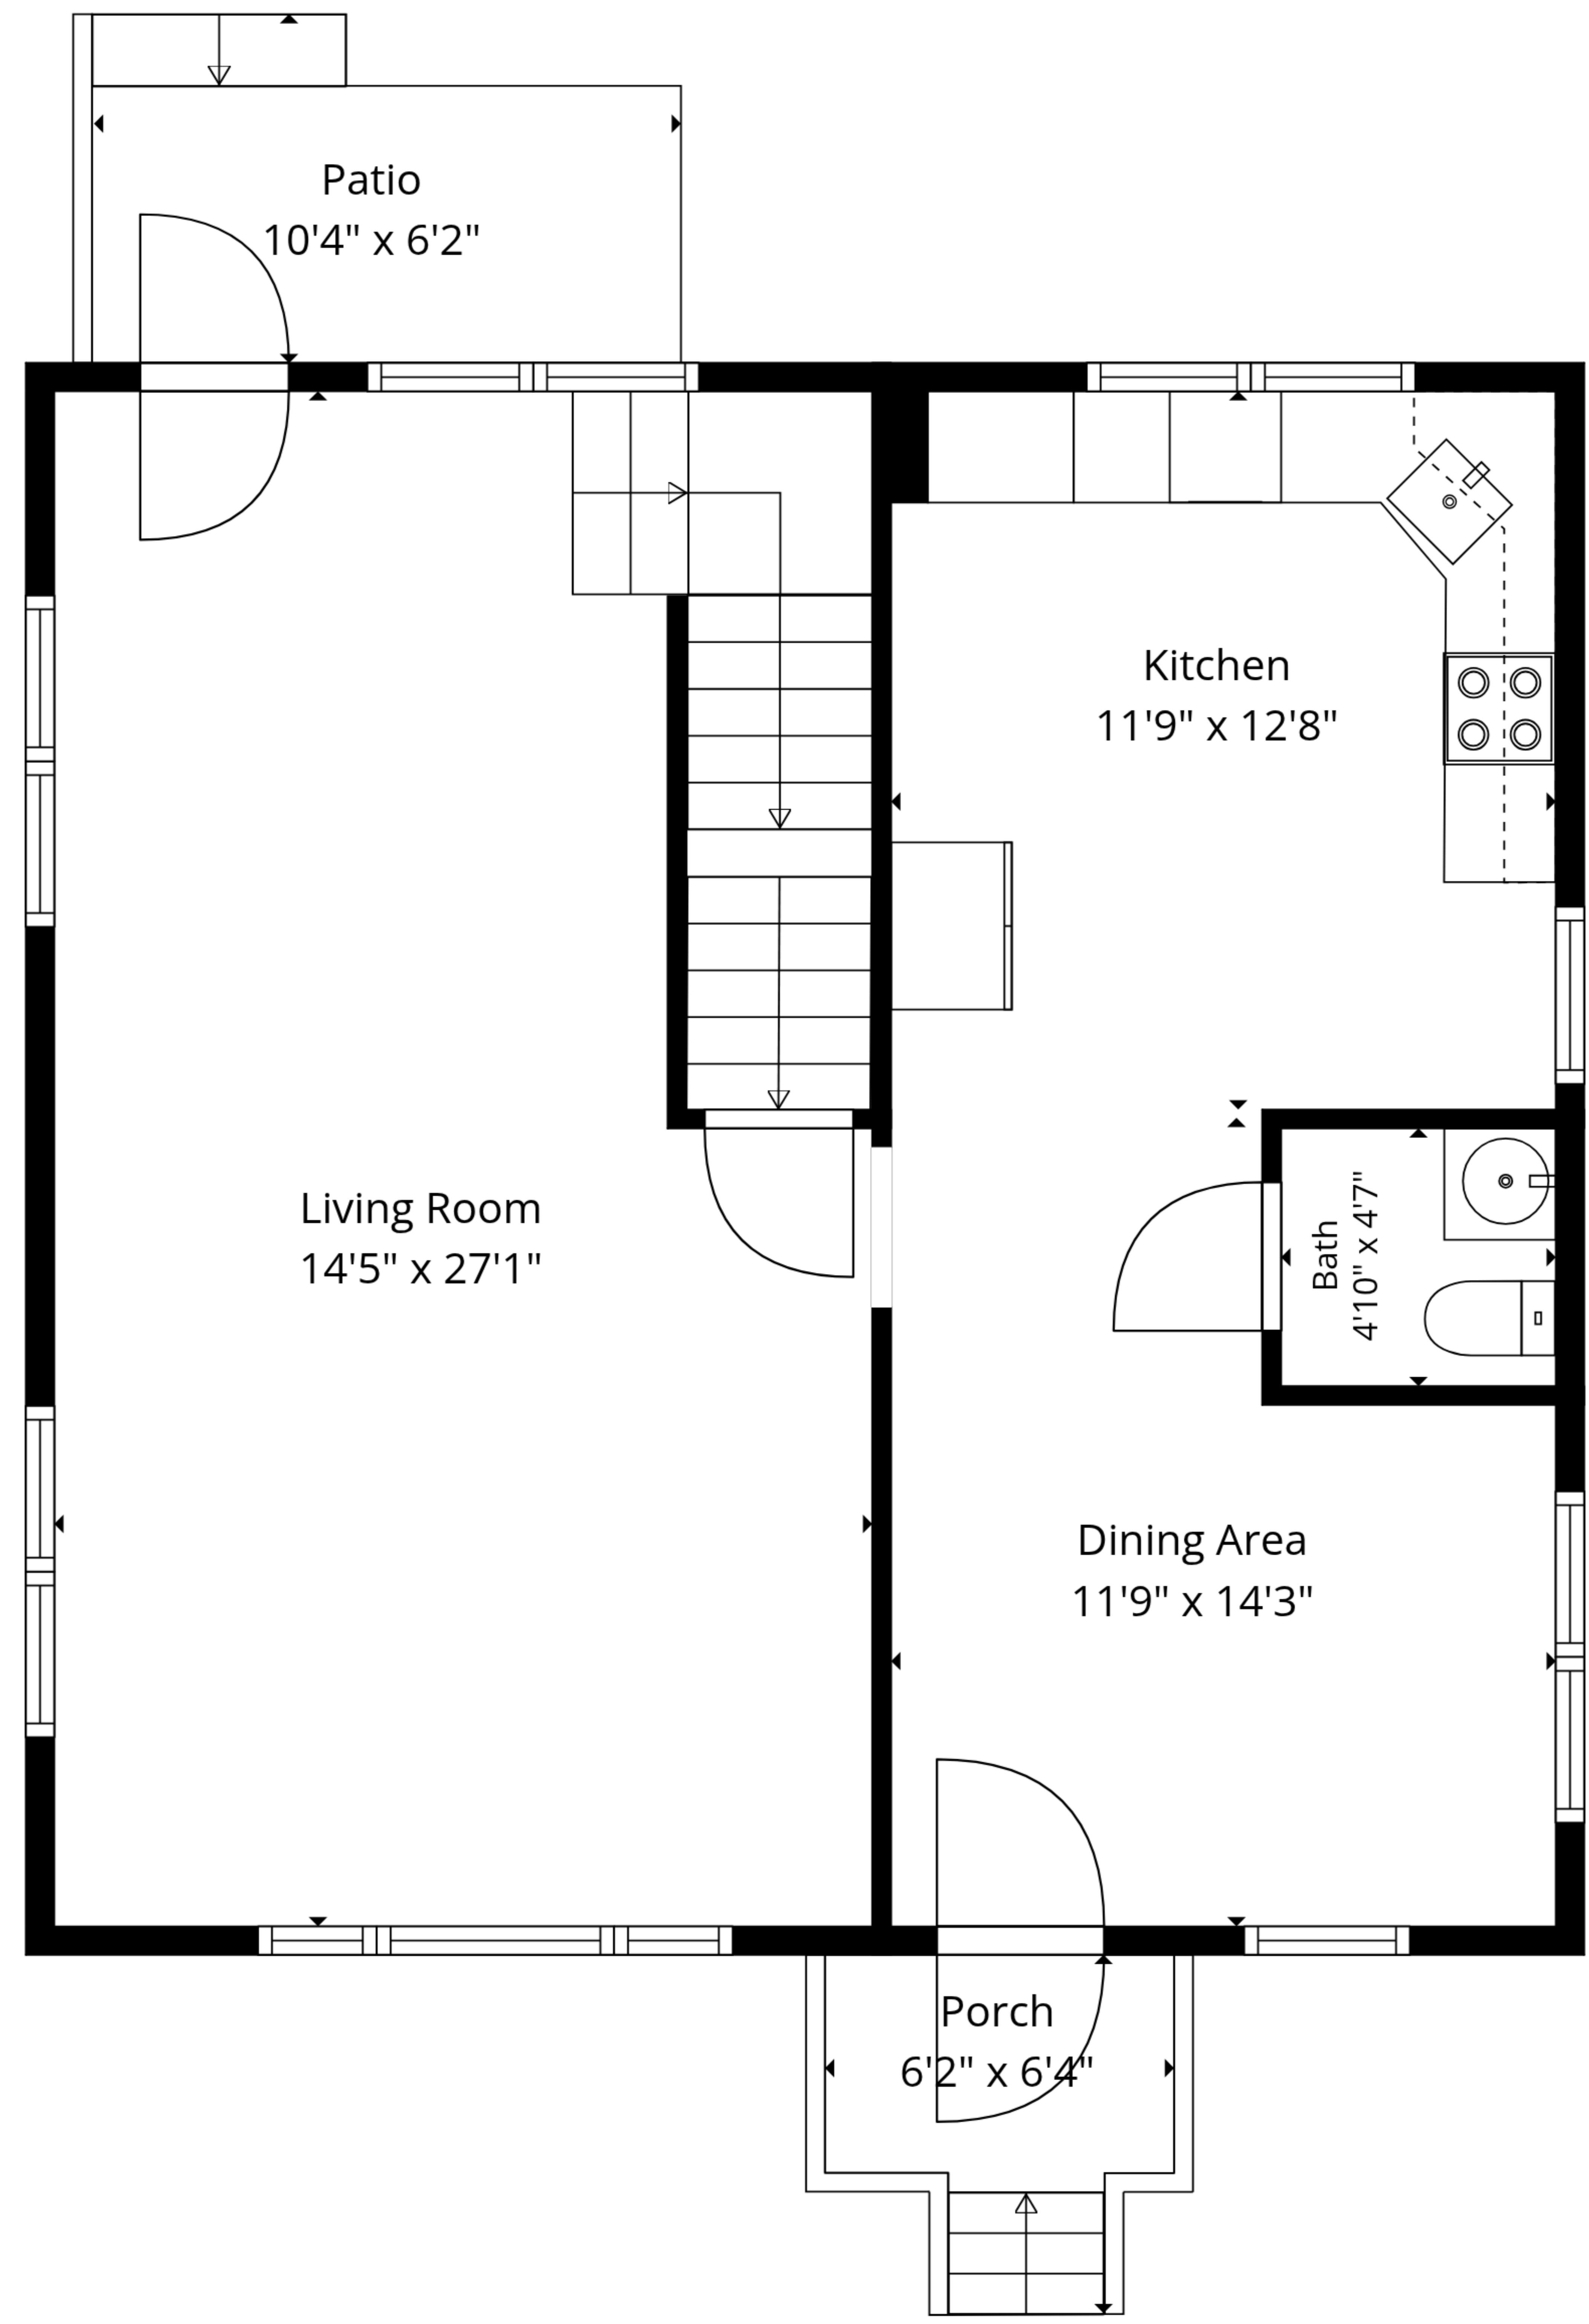 Patio
10'4" x 6'2"
Kitchen
11'9" x 12'8"
Living Room
14'5" x 27'1"
Bath
4'10" x 4'7"
Dining Area
11'9" x 14'3"
Porch
6'2" x 6'4"